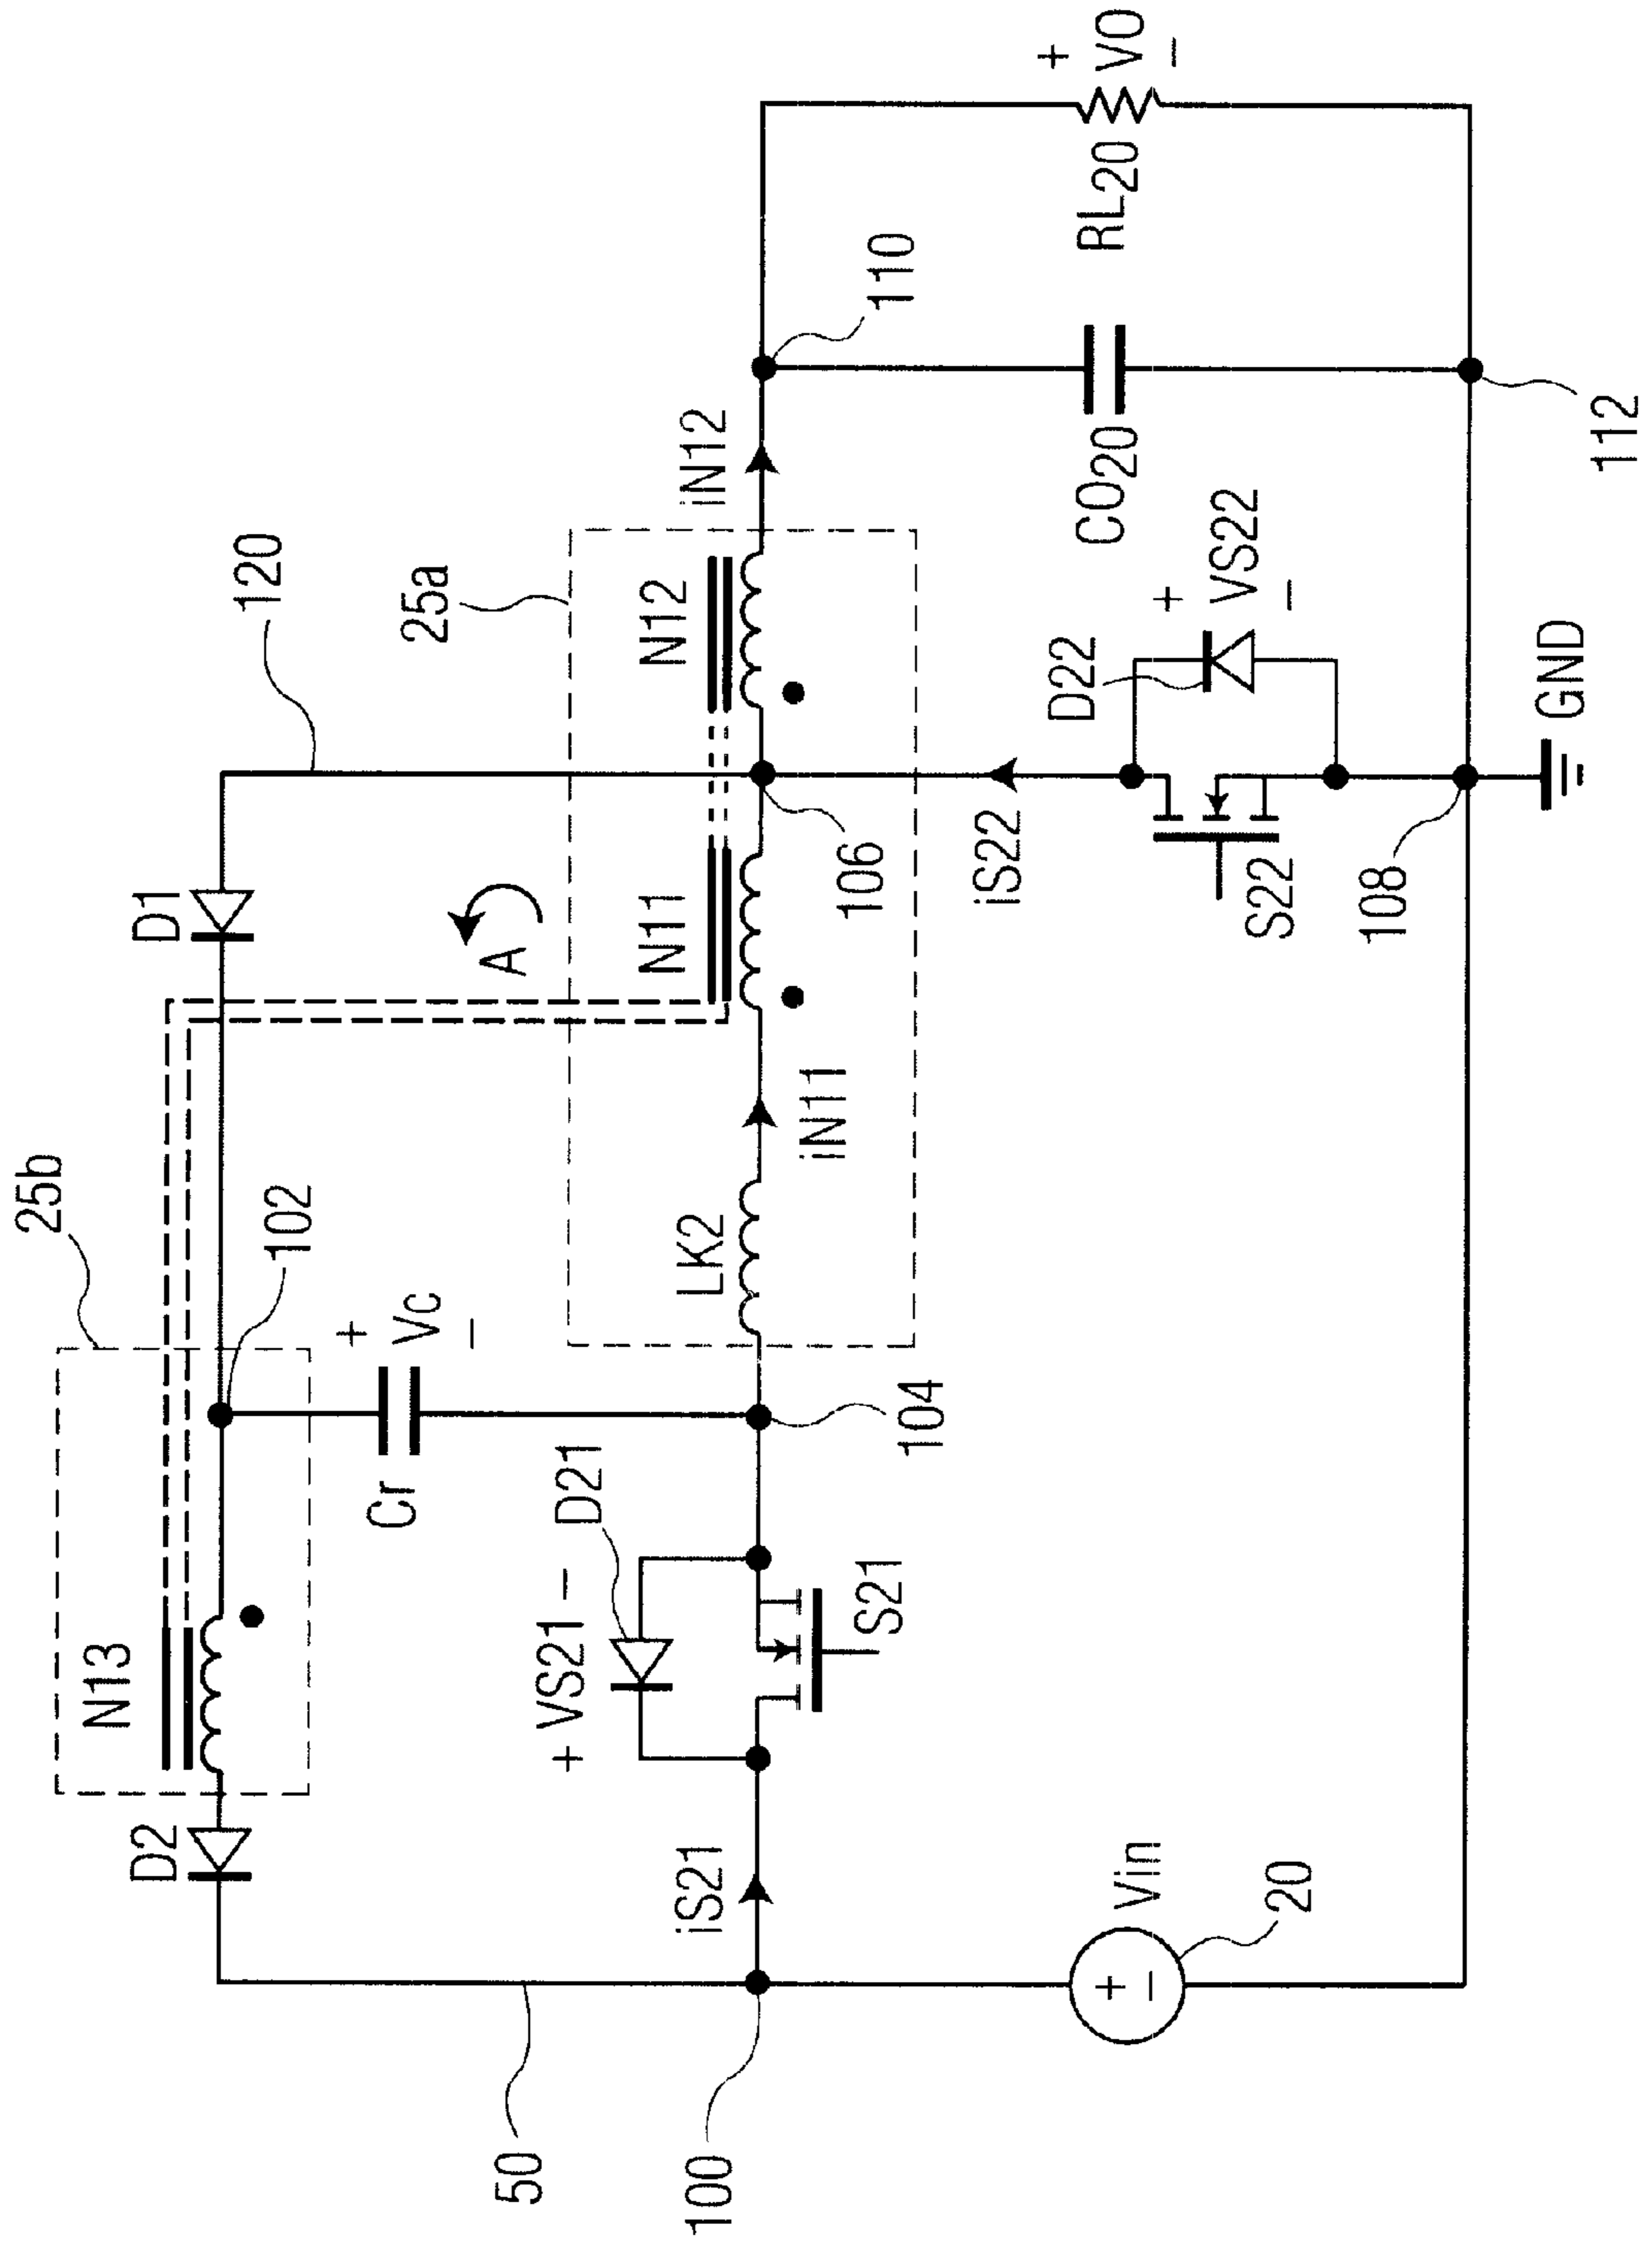 25b
N13
D2
102
D1
120
+
Vc
−
Cr
A
50
100
iS21
+ VS21 −
D21
S21
104
LK2
iN11
25a
N11
N12
106
iN12
110
iS22
S22
D22
+
VS22
−
108
GND
CO20
RL20
+
VO
−
112
+
−
Vin
20